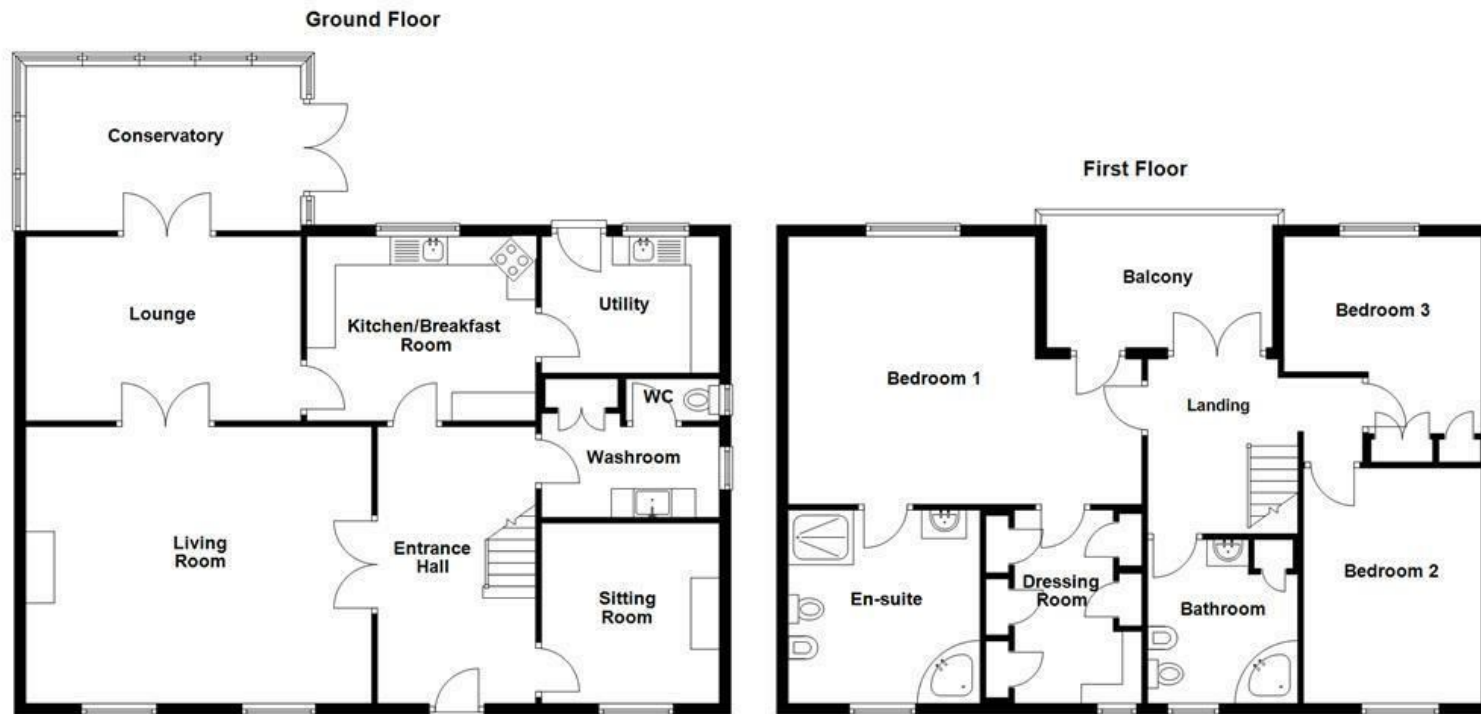 Ground Floor
Conservatory
Lounge
Kitchen/Breakfast
Room
Utility
WC
Washroom
Living
Room
Entrance
Hall
Sitting
Room
First Floor
Balcony
Bedroom 3
Bedroom 1
Landing
En-suite
Dressing
Room
Bathroom
Bedroom 2